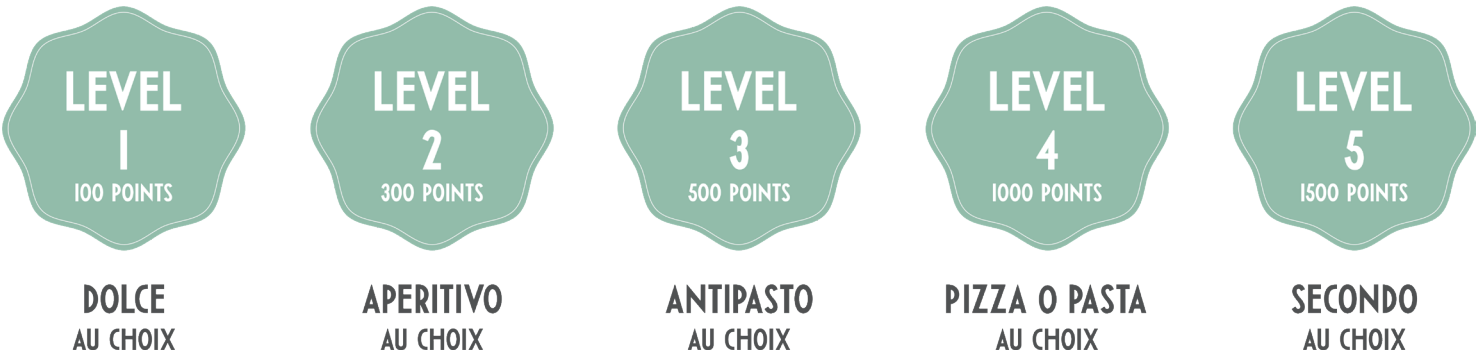 LEVEL
1
100 POINTS
DOLCE
AU CHOIX
LEVEL
2
300 POINTS
APERITIVO
AU CHOIX
LEVEL
3
500 POINTS
ANTIPASTO
AU CHOIX
LEVEL
4
1000 POINTS
PIZZA O PASTA
AU CHOIX
LEVEL
5
1500 POINTS
SECONDO
AU CHOIX